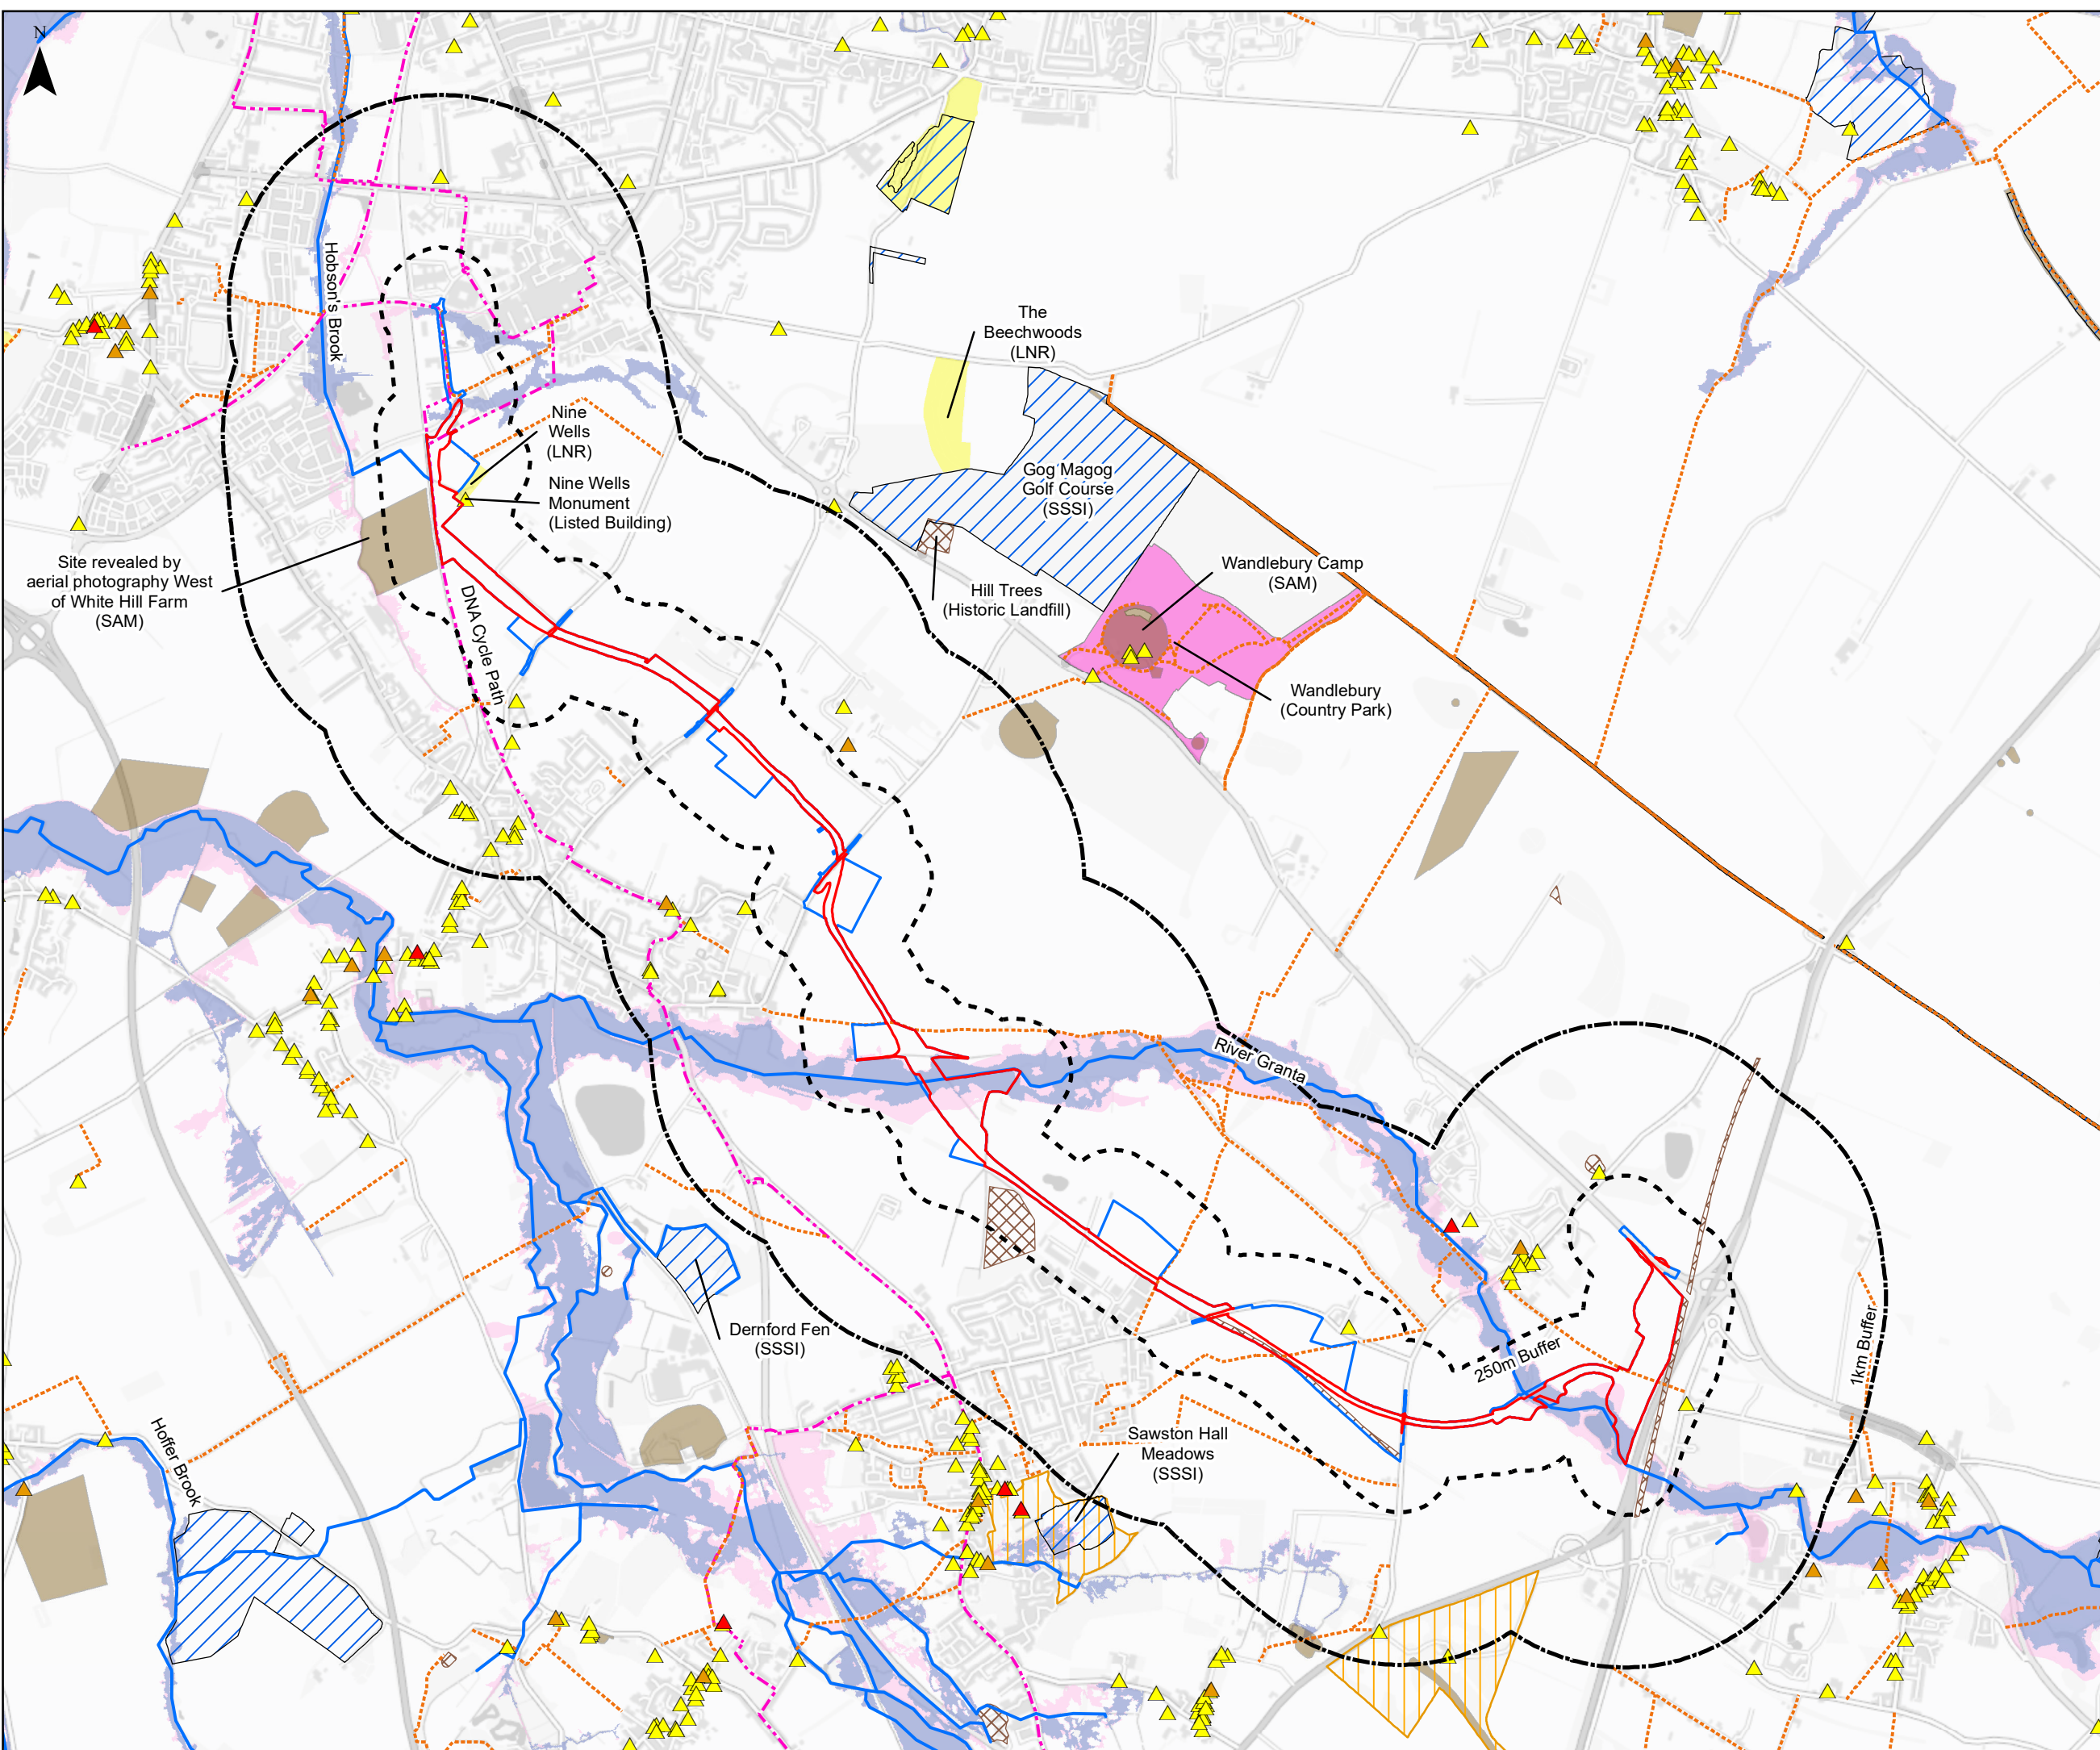 N
Hobson's Brook
The
Beechwoods
(LNR)
Nine
Wells
(LNR)
Gog Magog
Golf Course
(SSSI)
Nine Wells
Monument
(Listed Building)
Site revealed by
aerial photography West
of White Hill Farm
(SAM)
Wandlebury Camp
(SAM)
Hill Trees
(Historic Landfill)
DNA Cycle Path
Wandlebury
(Country Park)
River Granta
Dernford Fen
(SSSI)
250m Buffer
1km Buffer
Hoffer Brook
Sawston Hall
Meadows
(SSSI)